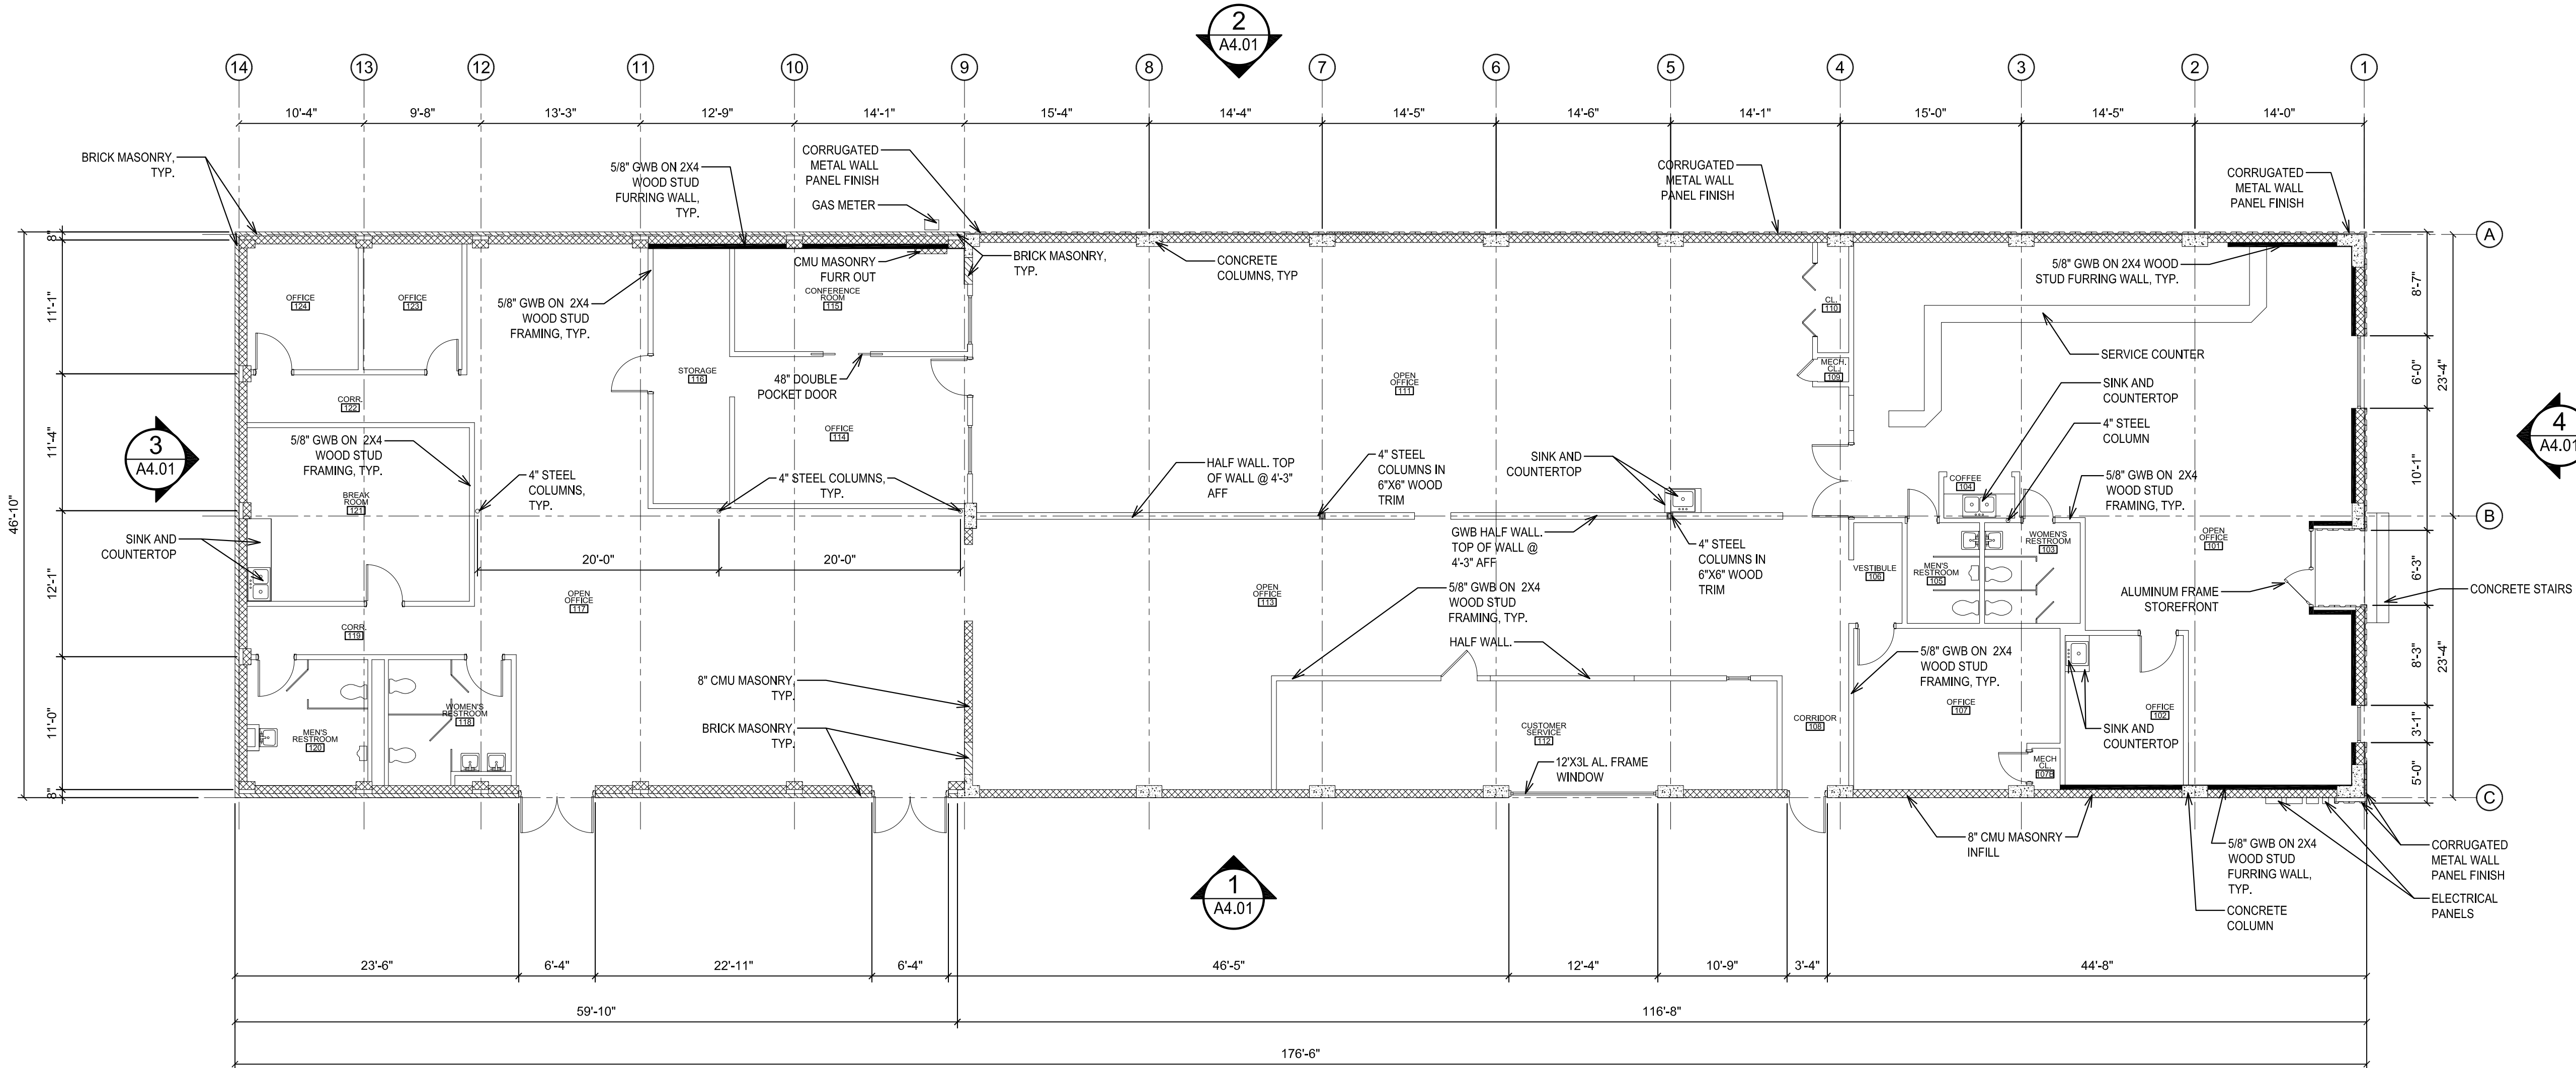 2
A4.01
14
13
12
11
10
9
8
7
6
5
4
3
2
1
10'-4"
9'-8"
13'-3"
12'-9"
14'-1"
15'-4"
14'-4"
14'-5"
14'-6"
14'-1"
15'-0"
14'-5"
14'-0"
BRICK MASONRY,
TYP.
5/8" GWB ON 2X4
WOOD STUD
FURRING WALL,
TYP.
CORRUGATED
METAL WALL
PANEL FINISH
GAS METER
CORRUGATED
METAL WALL
PANEL FINISH
CORRUGATED
METAL WALL
PANEL FINISH
A
8"
CMU MASONRY
FURR OUT
BRICK MASONRY,
TYP.
CONCRETE
COLUMNS, TYP
5/8" GWB ON 2X4 WOOD
STUD FURRING WALL, TYP.
8'-7"
11'-1"
OFFICE
124
OFFICE
123
5/8" GWB ON 2X4
WOOD STUD
FRAMING, TYP.
CONFERENCE
ROOM
115
CL.
110
SERVICE COUNTER
STORAGE
116
48" DOUBLE
POCKET DOOR
OPEN
OFFICE
111
MECH.
CL.
109
SINK AND
COUNTERTOP
6'-0"
23'-4"
CORR.
122
OFFICE
114
11'-4"
5/8" GWB ON 2X4
WOOD STUD
FRAMING, TYP.
4" STEEL
COLUMN
3
A4.01
4
A4.01
46'-10"
BREAK
ROOM
121
4" STEEL
COLUMNS,
TYP.
4" STEEL COLUMNS,
TYP.
HALF WALL. TOP
OF WALL @ 4'-3"
AFF
4" STEEL
COLUMNS IN
6"X6" WOOD
TRIM
SINK AND
COUNTERTOP
COFFEE
104
5/8" GWB ON 2X4
WOOD STUD
FRAMING, TYP.
10'-1"
B
SINK AND
COUNTERTOP
20'-0"
20'-0"
GWB HALF WALL.
TOP OF WALL @
4'-3" AFF
4" STEEL
COLUMNS IN
6"X6" WOOD
TRIM
VESTIBULE
106
MEN'S
RESTROOM
105
WOMEN'S
RESTROOM
103
OPEN
OFFICE
101
6'-3"
12'-1"
OPEN
OFFICE
117
OPEN
OFFICE
113
5/8" GWB ON 2X4
WOOD STUD
FRAMING, TYP.
ALUMINUM FRAME
STOREFRONT
CONCRETE STAIRS
CORR.
119
HALF WALL.
5/8" GWB ON 2X4
WOOD STUD
FRAMING, TYP.
8'-3"
23'-4"
11'-0"
8" CMU MASONRY,
TYP.
BRICK MASONRY,
TYP.
MEN'S
RESTROOM
120
WOMEN'S
RESTROOM
118
CUSTOMER
SERVICE
112
CORRIDOR
108
OFFICE
107
OFFICE
102
SINK AND
COUNTERTOP
3'-1"
MECH
CL.
107B
12'X3L AL. FRAME
WINDOW
5'-0"
8"
C
8" CMU MASONRY
INFILL
5/8" GWB ON 2X4
WOOD STUD
FURRING WALL,
TYP.
CONCRETE
COLUMN
CORRUGATED
METAL WALL
PANEL FINISH
ELECTRICAL
PANELS
1
A4.01
23'-6"
6'-4"
22'-11"
6'-4"
46'-5"
12'-4"
10'-9"
3'-4"
44'-8"
59'-10"
116'-8"
176'-6"